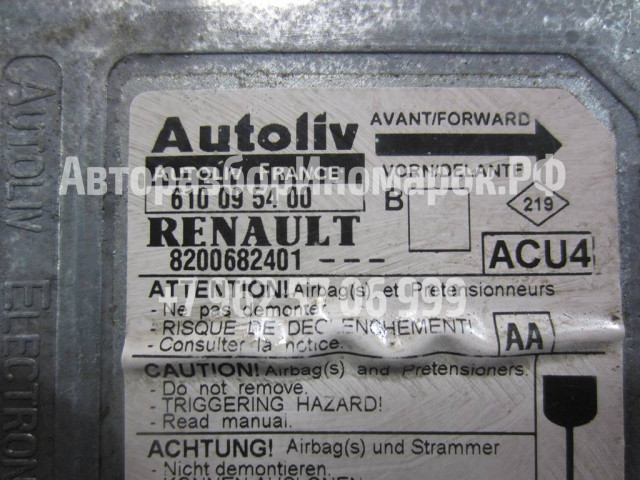 AUTOLIV ELECTRON
Autoliv
AUTOLIV FRANCE
610 09 54 00
RENAULT
8200682401 ---
AVANT/FORWARD
VORN/DELANTE
B
219
ACU4
ATTENTION! Airbag(s) et Pretensionneurs
- Ne pas demonter.
- RISQUE DE DECLENCHEMENT!
- Consulter la notice.
AA
CAUTION! Airbag(s) and Pretensioners.
- Do not remove.
- TRIGGERING HAZARD!
- Read manual.
ACHTUNG! Airbag(s) und Strammer
- Nicht demontieren.
АвторазборИномарок.РФ